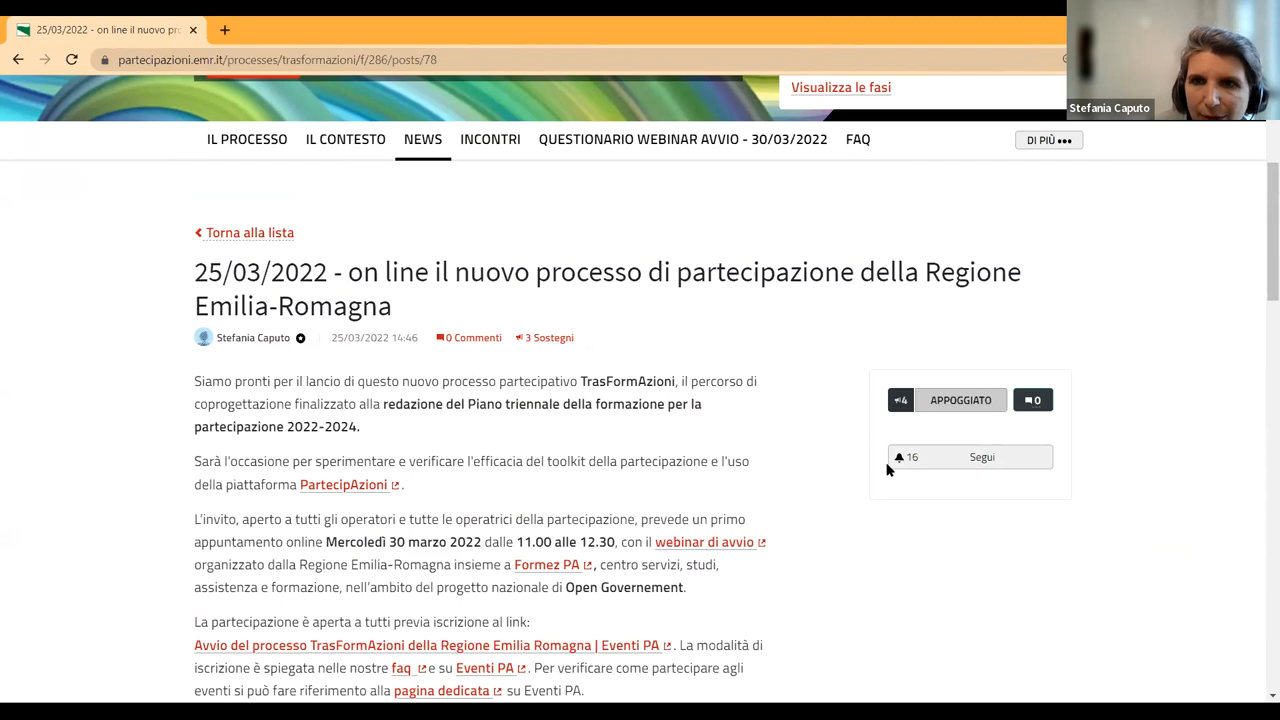 25/03/2022 - on line il nuovo pro
partecipazioni.emr.it/processes/trasformazioni/f/286/posts/78
Stefania Caputo
Visualizza le fasi
IL PROCESSO IL CONTESTO NEWS INCONTRI QUESTIONARIO WEBINAR AVVIO - 30/03/2022 FAQ DI PIÙ •••
Torna alla lista
25/03/2022 - on line il nuovo processo di partecipazione della Regione
Emilia-Romagna
Stefania Caputo 25/03/2022 14:46 0 Commenti 3 Sostegni
Siamo pronti per il lancio di questo nuovo processo partecipativo TrasFormAzioni, il percorso di
coprogettazione finalizzato alla redazione del Piano triennale della formazione per la
partecipazione 2022-2024.
4 APPOGGIATO 0
16 Segui
Sarà l'occasione per sperimentare e verificare l'efficacia del toolkit della partecipazione e l'uso
della piattaforma PartecipAzioni .
L'invito, aperto a tutti gli operatori e tutte le operatrici della partecipazione, prevede un primo
appuntamento online Mercoledì 30 marzo 2022 dalle 11.00 alle 12.30, con il webinar di avvio
organizzato dalla Regione Emilia-Romagna insieme a Formez PA , centro servizi, studi,
assistenza e formazione, nell'ambito del progetto nazionale di Open Governement.
La partecipazione è aperta a tutti previa iscrizione al link:
Avvio del processo TrasFormAzioni della Regione Emilia Romagna | Eventi PA . La modalità di
iscrizione è spiegata nelle nostre faq e su Eventi PA . Per verificare come partecipare agli
eventi si può fare riferimento alla pagina dedicata su Eventi PA.